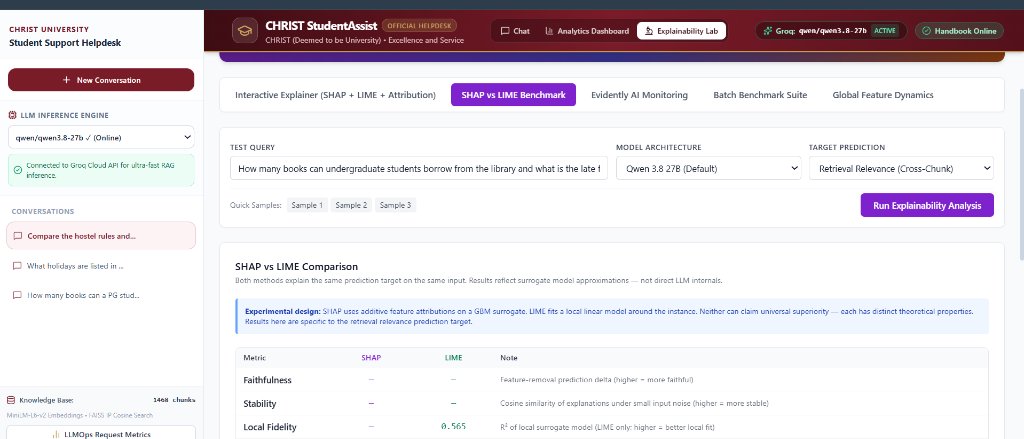 CHRIST UNIVERSITY
Student Support Helpdesk
+ New Conversation
LLM INFERENCE ENGINE
qwen/qwen3.8-27b ✓ (Online)
Connected to Groq Cloud API for ultra-fast RAG
inference.
CONVERSATIONS
Compare the hostel rules and...
What holidays are listed in ...
How many books can a PG stud...
Knowledge Base: 1468 chunks
MiniLM-L6-v2 Embeddings • FAISS IP Cosine Search
LLMOps Request Metrics
CHRIST StudentAssist OFFICIAL HELPDESK
CHRIST (Deemed to be University) • Excellence and Service
Chat Analytics Dashboard Explainability Lab
Groq: qwen/qwen3.8-27b ACTIVE
Handbook Online
Interactive Explainer (SHAP + LIME + Attribution) SHAP vs LIME Benchmark Evidently AI Monitoring Batch Benchmark Suite Global Feature Dynamics
TEST QUERY MODEL ARCHITECTURE TARGET PREDICTION
How many books can undergraduate students borrow from the library and what is the late f Qwen 3.8 27B (Default) Retrieval Relevance (Cross-Chunk)
Quick Samples: Sample 1 Sample 2 Sample 3 Run Explainability Analysis
SHAP vs LIME Comparison
Both methods explain the same prediction target on the same input. Results reflect surrogate model approximations — not direct LLM internals.
Experimental design: SHAP uses additive feature attributions on a GBM surrogate. LIME fits a local linear model around the instance. Neither can claim universal superiority — each has distinct theoretical properties.
Results here are specific to the retrieval relevance prediction target.
Metric SHAP LIME Note
Faithfulness — — Feature-removal prediction delta (higher = more faithful)
Stability — — Cosine similarity of explanations under small input noise (higher = more stable)
Local Fidelity — 0.565 R² of local surrogate model (LIME only; higher = better local fit)